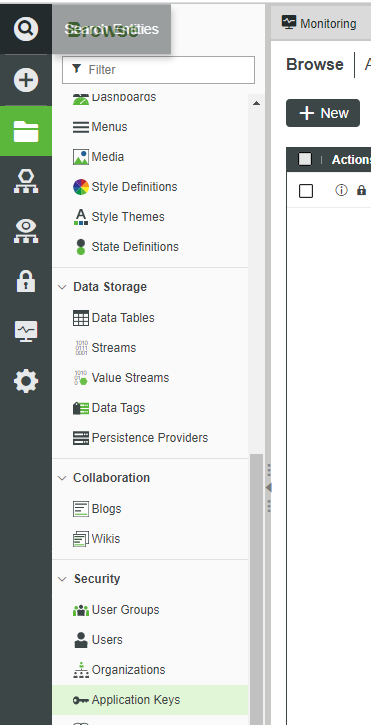 Search Entities
Browse
Filter
Dashboards
Menus
Media
Style Definitions
Style Themes
State Definitions
Data Storage
Data Tables
Streams
Value Streams
Data Tags
Persistence Providers
Collaboration
Blogs
Wikis
Security
User Groups
Users
Organizations
Application Keys
Monitoring
Browse
New
Actions